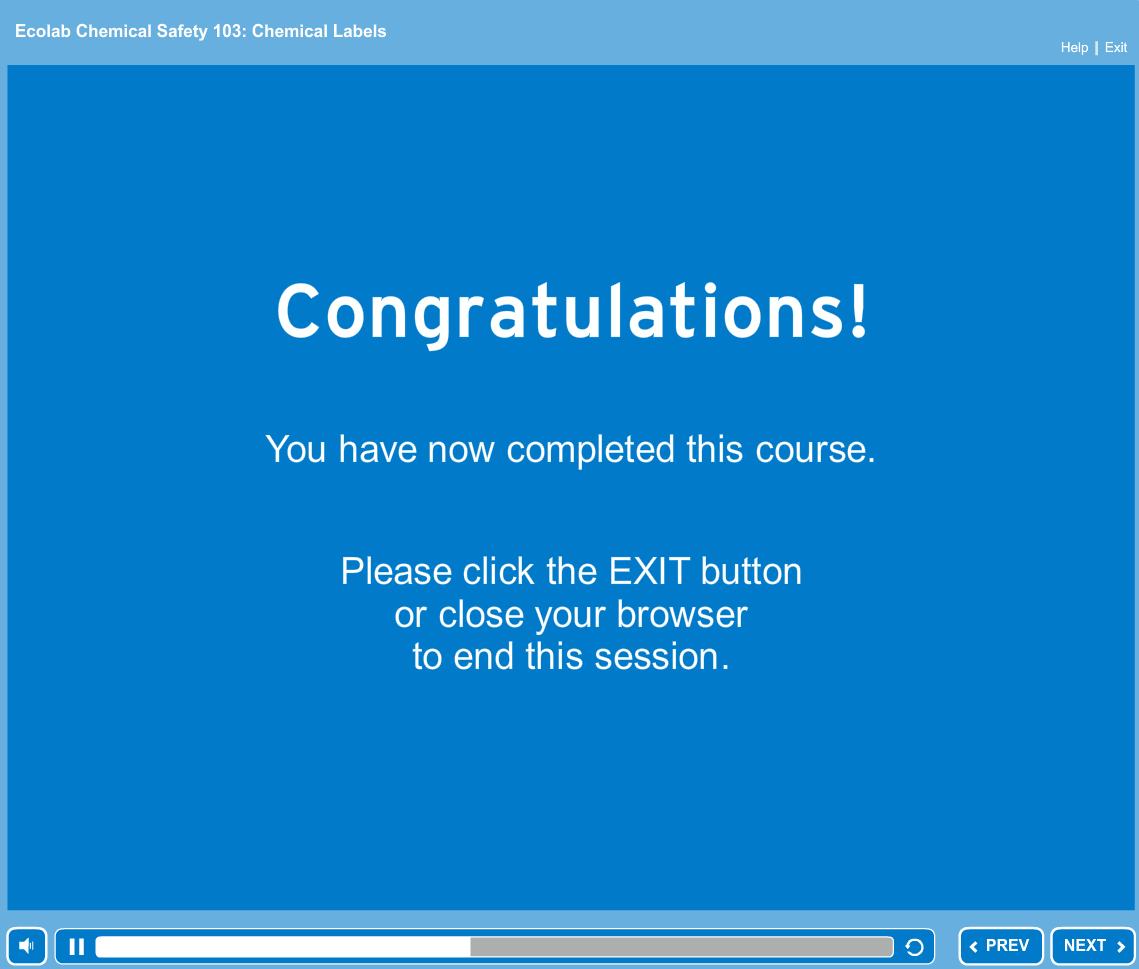 Ecolab Chemical Safety 103: Chemical Labels
Help | Exit
Congratulations!
You have now completed this course.
Please click the EXIT button
or close your browser
to end this session.
PREV
NEXT